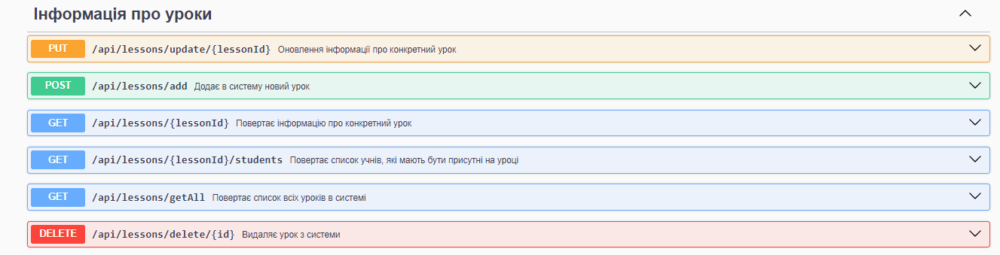 Інформація про уроки
PUT /api/lessons/update/{lessonId} Оновлення інформації про конкретний урок
POST /api/lessons/add Додає в систему новий урок
GET /api/lessons/{lessonId} Повертає інформацію про конкретний урок
GET /api/lessons/{lessonId}/students Повертає список учнів, які мають бути присутні на уроці
GET /api/lessons/getAll Повертає список всіх уроків в системі
DELETE /api/lessons/delete/{id} Видаляє урок з системи